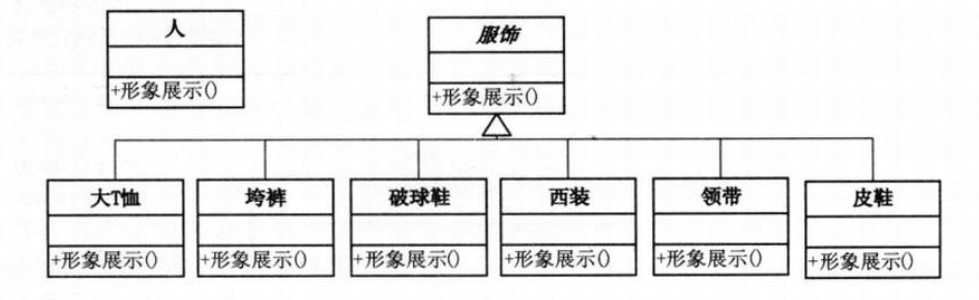 人
+形象展示()
服饰
+形象展示()
大T恤
+形象展示()
垮裤
+形象展示()
破球鞋
+形象展示()
西装
+形象展示()
领带
+形象展示()
皮鞋
+形象展示()